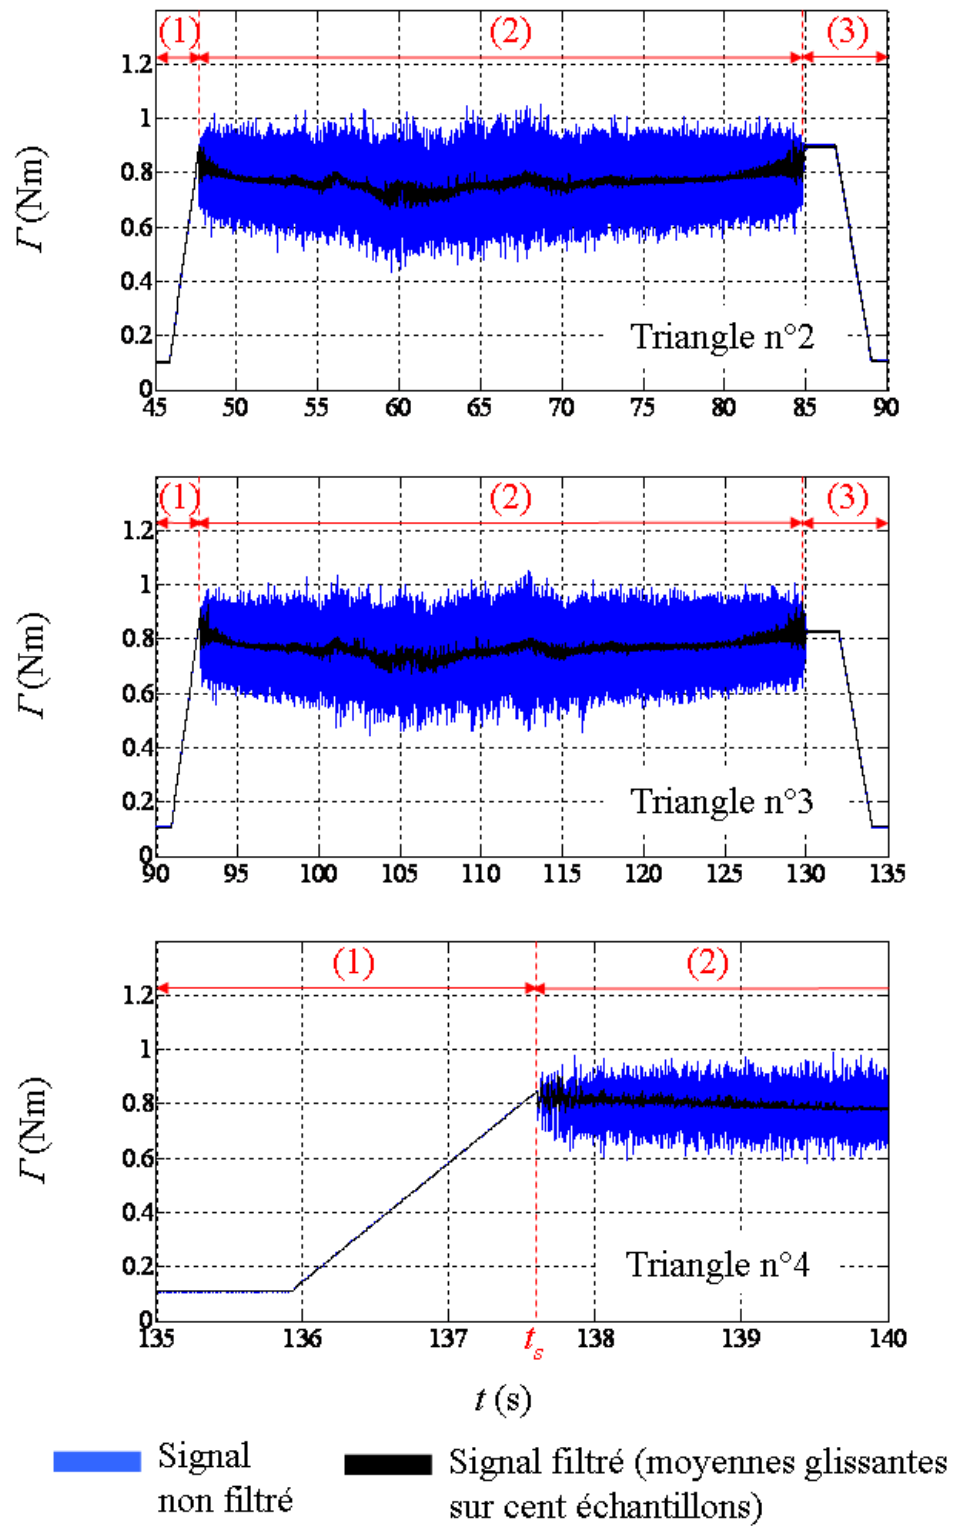 (1) (2) (3)
1.2
1
0.8
0.6
0.4
0.2
0
Γ (Nm)
Triangle n°2
45 50 55 60 65 70 75 80 85 90
(1) (2) (3)
1.2
1
0.8
0.6
0.4
0.2
0
Γ (Nm)
Triangle n°3
90 95 100 105 110 115 120 125 130 135
(1) (2)
1.2
1
0.8
0.6
0.4
0.2
0
Γ (Nm)
Triangle n°4
135 136 137 ts 138 139 140
t (s)
Signal
non filtré
Signal filtré (moyennes glissantes
sur cent échantillons)